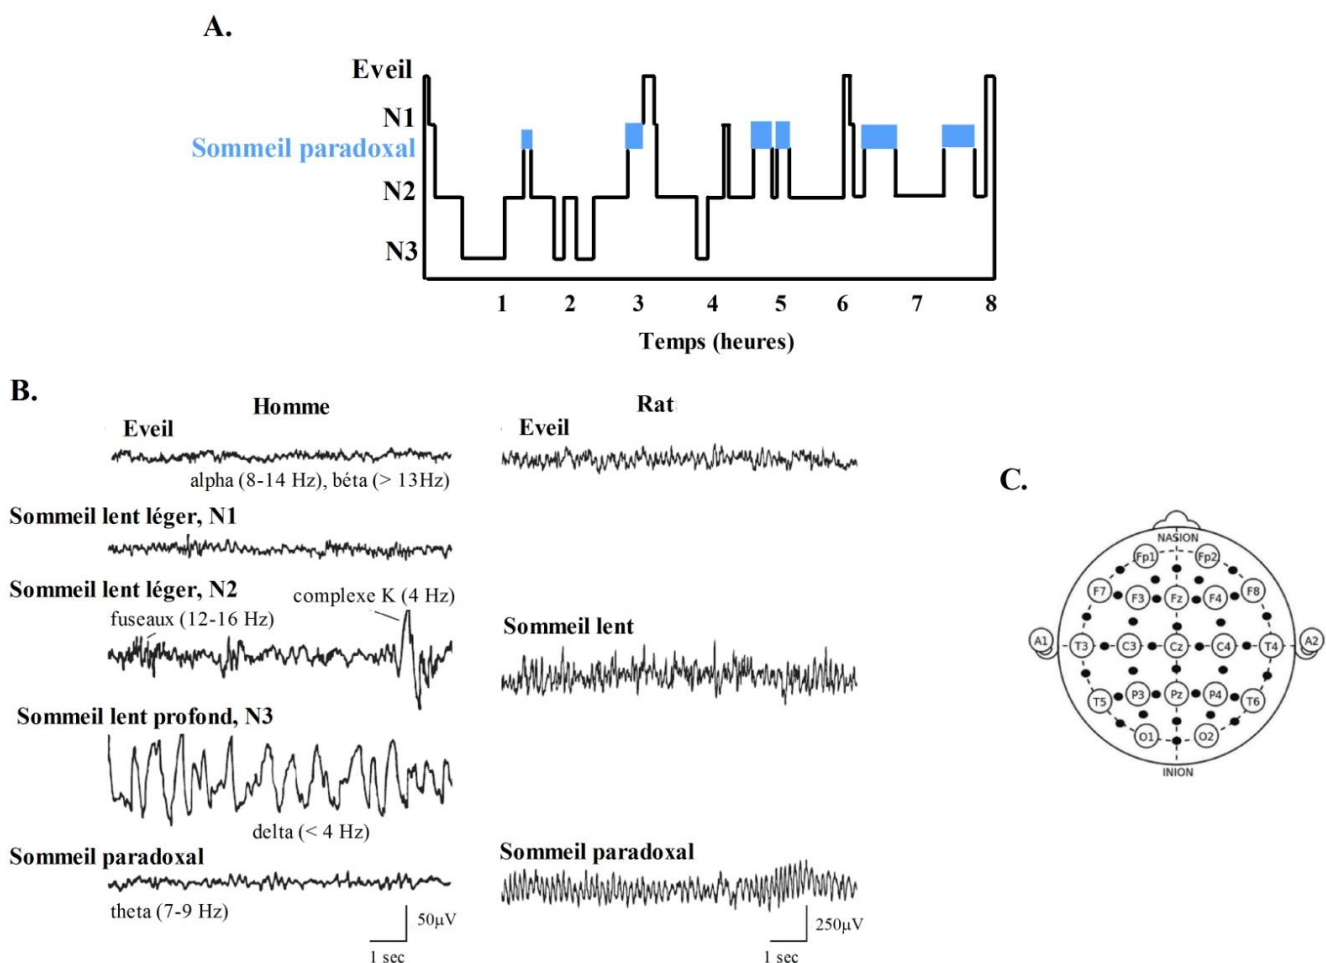 A.
Eveil
N1
Sommeil paradoxal
N2
N3
1 2 3 4 5 6 7 8
Temps (heures)
B.
Homme
Eveil
alpha (8-14 Hz), béta (> 13Hz)
Sommeil lent léger, N1
Sommeil lent léger, N2
fuseaux (12-16 Hz)
complexe K (4 Hz)
Sommeil lent profond, N3
delta (< 4 Hz)
Sommeil paradoxal
theta (7-9 Hz)
50µV
1 sec
Rat
Eveil
Sommeil lent
Sommeil paradoxal
250µV
1 sec
C.
NASION
Fp1 Fp2
F7 F3 Fz F4 F8
A1 T3 C3 Cz C4 T4 A2
T5 P3 Pz P4 T6
O1 O2
INION